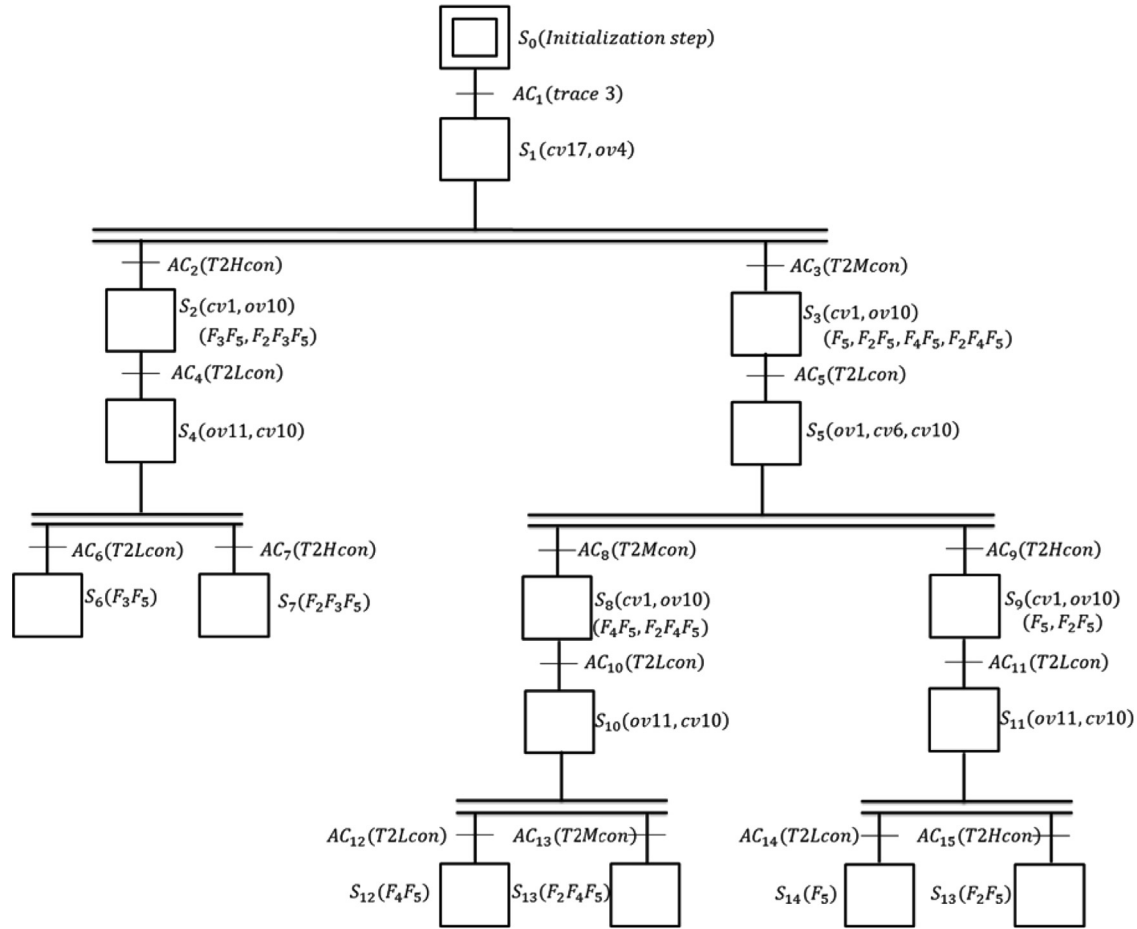 S₀(Initialization step)
AC₁(trace 3)
S₁(cv17, ov4)
AC₂(T2Hcon)
AC₃(T2Mcon)
S₂(cv1, ov10)
(F₃F₅, F₂F₃F₅)
S₃(cv1, ov10)
(F₅, F₂F₅, F₄F₅, F₂F₄F₅)
AC₄(T2Lcon)
AC₅(T2Lcon)
S₄(ov11, cv10)
S₅(ov1, cv6, cv10)
AC₆(T2Lcon)
AC₇(T2Hcon)
AC₈(T2Mcon)
AC₉(T2Hcon)
S₆(F₃F₅)
S₇(F₂F₃F₅)
S₈(cv1, ov10)
(F₄F₅, F₂F₄F₅)
S₉(cv1, ov10)
(F₅, F₂F₅)
AC₁₀(T2Lcon)
AC₁₁(T2Lcon)
S₁₀(ov11, cv10)
S₁₁(ov11, cv10)
AC₁₂(T2Lcon)
AC₁₃(T2Mcon)
AC₁₄(T2Lcon)
AC₁₅(T2Hcon)
S₁₂(F₄F₅)
S₁₃(F₂F₄F₅)
S₁₄(F₅)
S₁₃(F₂F₅)